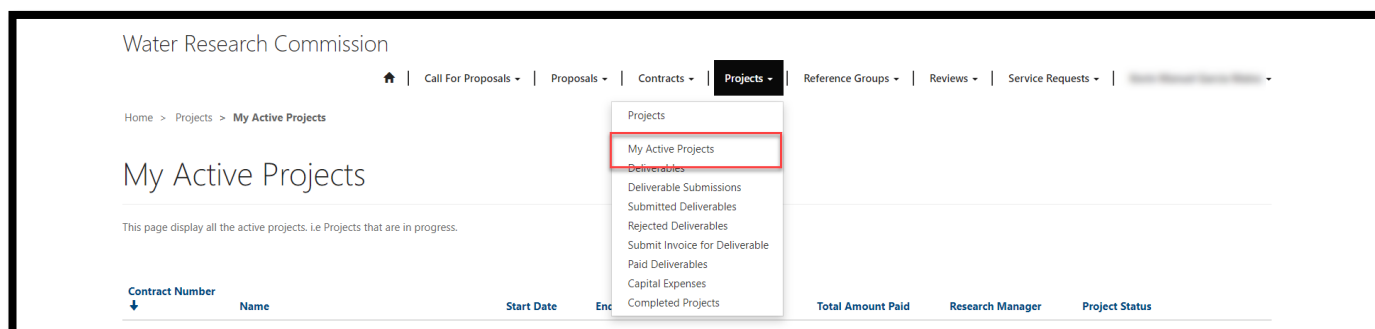 Water Research Commission
Call For Proposals Proposals Contracts Projects Reference Groups Reviews Service Requests
Home > Projects > My Active Projects
Projects
My Active Projects
Deliverables
Deliverable Submissions
Submitted Deliverables
Rejected Deliverables
Submit Invoice for Deliverable
Paid Deliverables
Capital Expenses
Completed Projects
My Active Projects
This page display all the active projects. i.e Projects that are in progress.
Contract Number
Name Start Date Total Amount Paid Research Manager Project Status